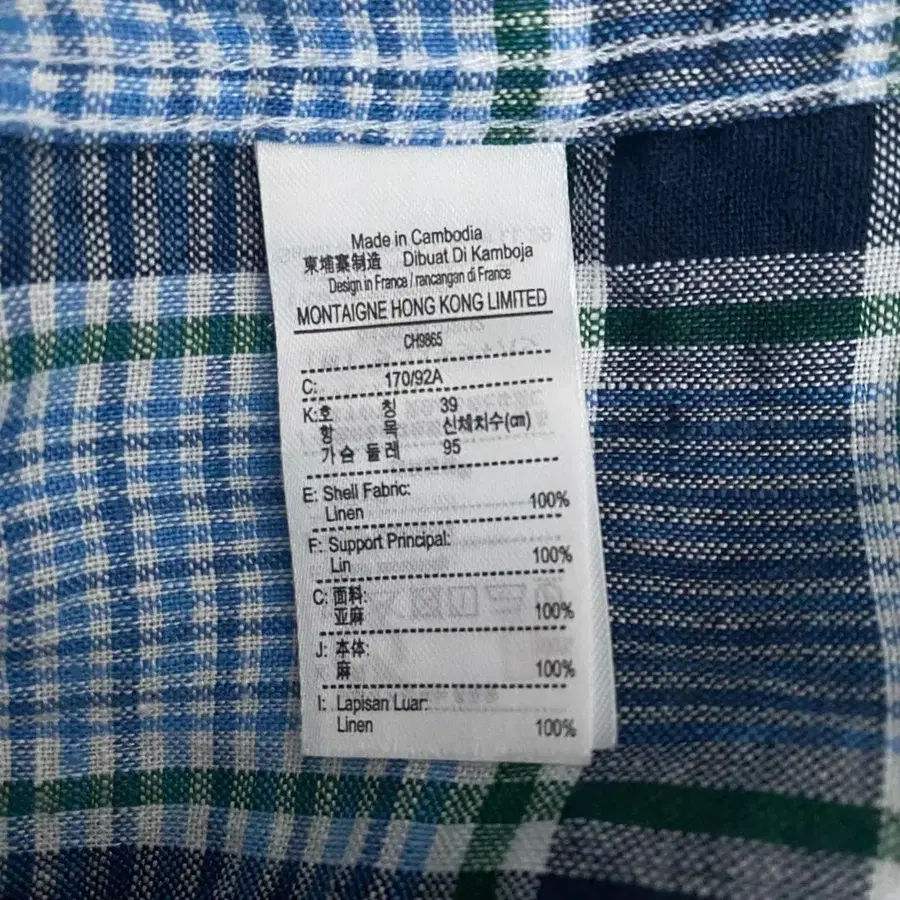 Made in Cambodia
柬埔寨制造 Dibuat Di Kamboja
Design in France / rancangan di France
MONTAIGNE HONG KONG LIMITED
CH9865
C: 170/92A
K: 호 칭 39
항 목 신체치수(㎝)
가슴 둘레 95
E: Shell Fabric:
Linen 100%
F: Support Principal:
Lin 100%
C: 面料:
亚麻 100%
J: 本体:
麻 100%
I: Lapisan Luar:
Linen 100%